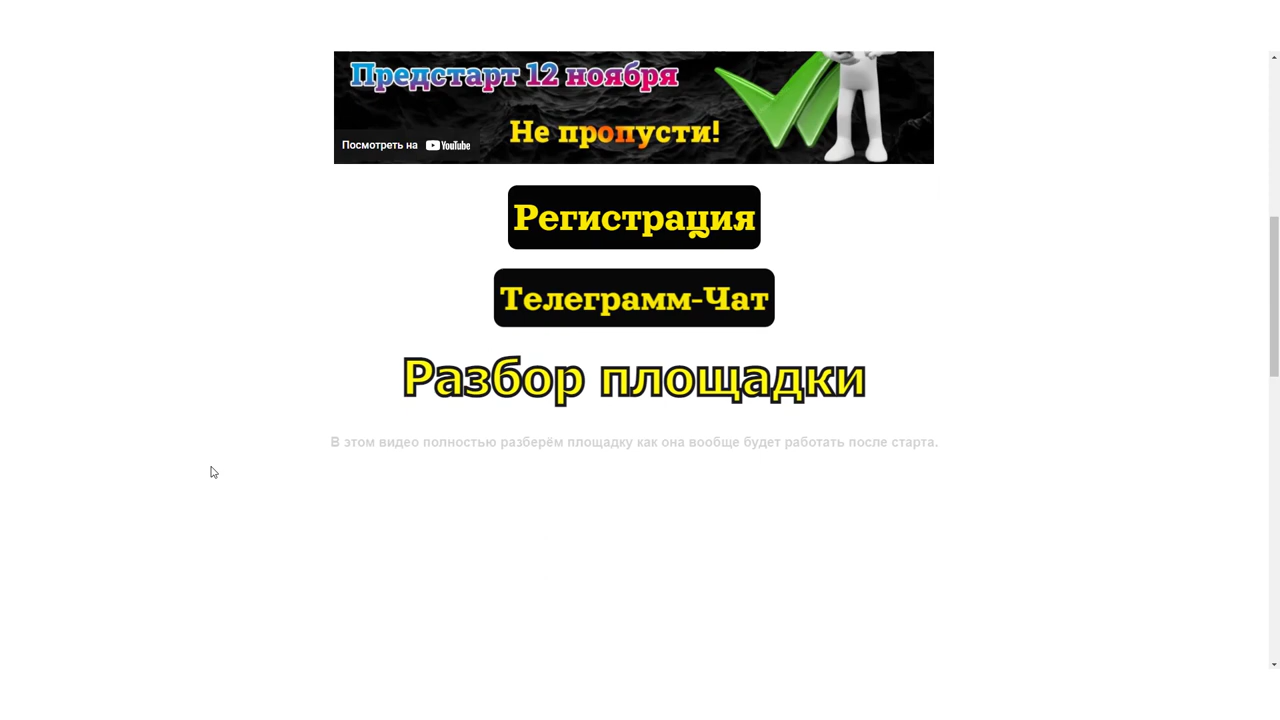 Предстарт 12 ноября
Не пропусти!
Посмотреть на YouTube
Регистрация
Телеграмм-Чат
Разбор площадки
В этом видео полностью разберём площадку как она вообще будет работать после старта.